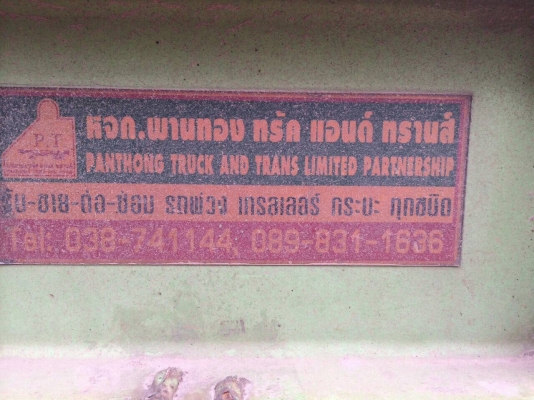 P.T
หจก.พานทอง ทรัค แอนด์ ทรานส์
PANTHONG TRUCK AND TRANS LIMITED PARTNERSHIP
รับ-ขาย-ต่อ-ซ่อม รถพ่วง เทรลเลอร์ กระบะ ทุกชนิด
Tel. 038-741144, 089-831-1636